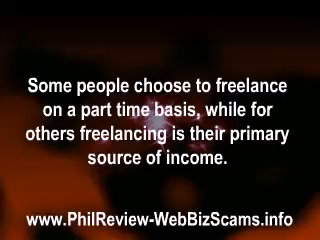 Some people choose to freelance
on a part time basis, while for
others freelancing is their primary
source of income.
www.PhilReview-WebBizScams.info